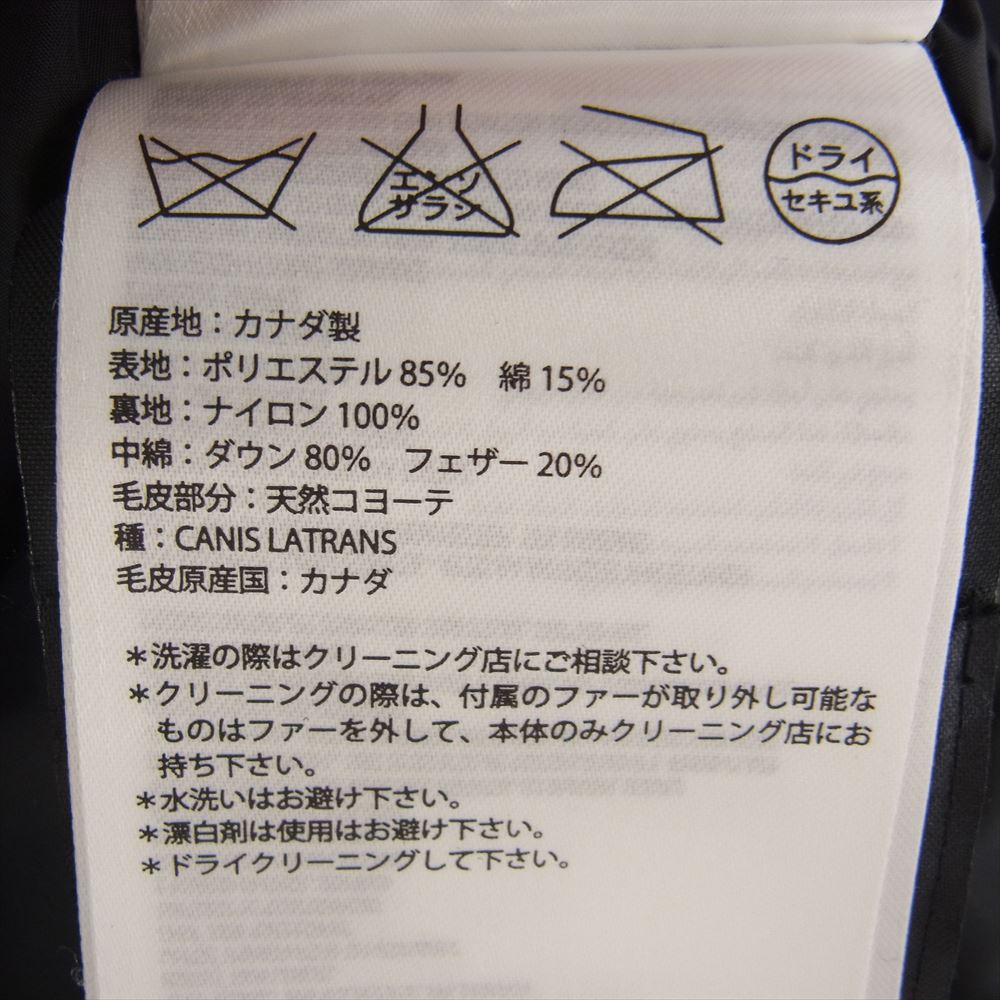 エンソ
サラシ
ドライ
セキユ系
原産地：カナダ製
表地：ポリエステル 85%　綿 15%
裏地：ナイロン 100%
中綿：ダウン 80%　フェザー 20%
毛皮部分：天然コヨーテ
種：CANIS LATRANS
毛皮原産国：カナダ
＊洗濯の際はクリーニング店にご相談下さい。
＊クリーニングの際は、付属のファーが取り外し可能な
ものはファーを外して、本体のみクリーニング店にお
持ち下さい。
＊水洗いはお避け下さい。
＊漂白剤は使用はお避け下さい。
＊ドライクリーニングして下さい。